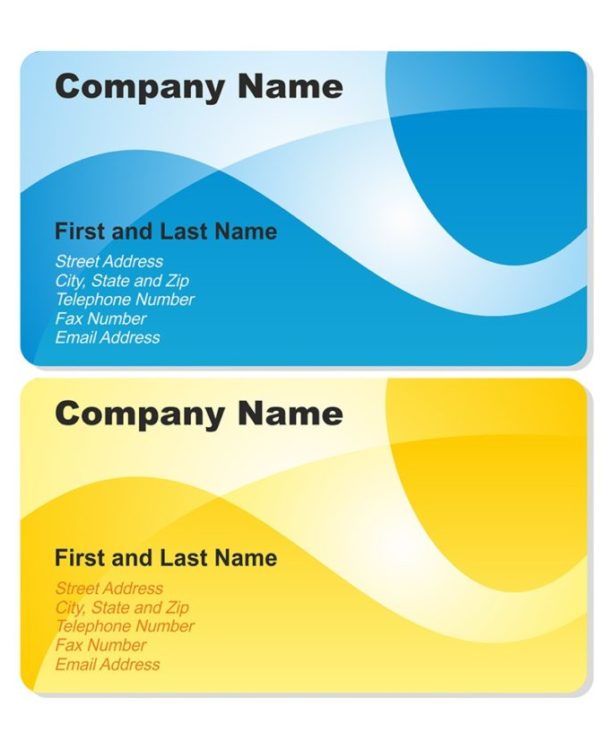 Company Name
First and Last Name
Street Address
City, State and Zip
Telephone Number
Fax Number
Email Address
Company Name
First and Last Name
Street Address
City, State and Zip
Telephone Number
Fax Number
Email Address